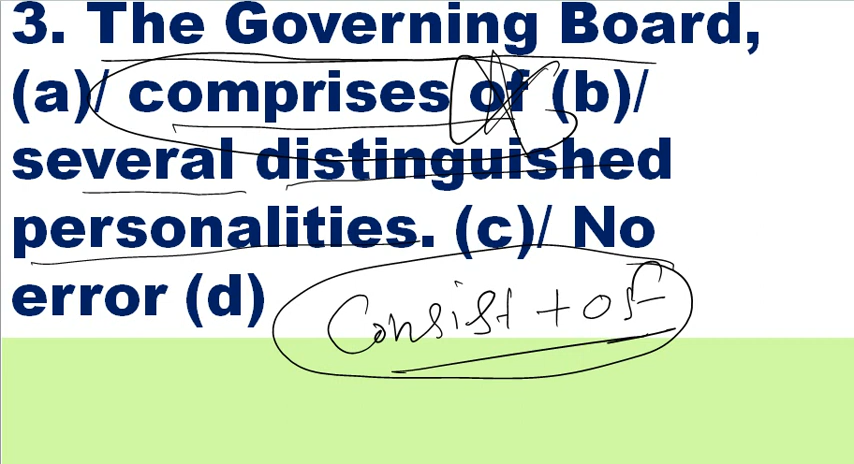 3. The Governing Board,
(a)/ comprises of (b)/
several distinguished
personalities. (c)/ No
error (d)
Consist + of